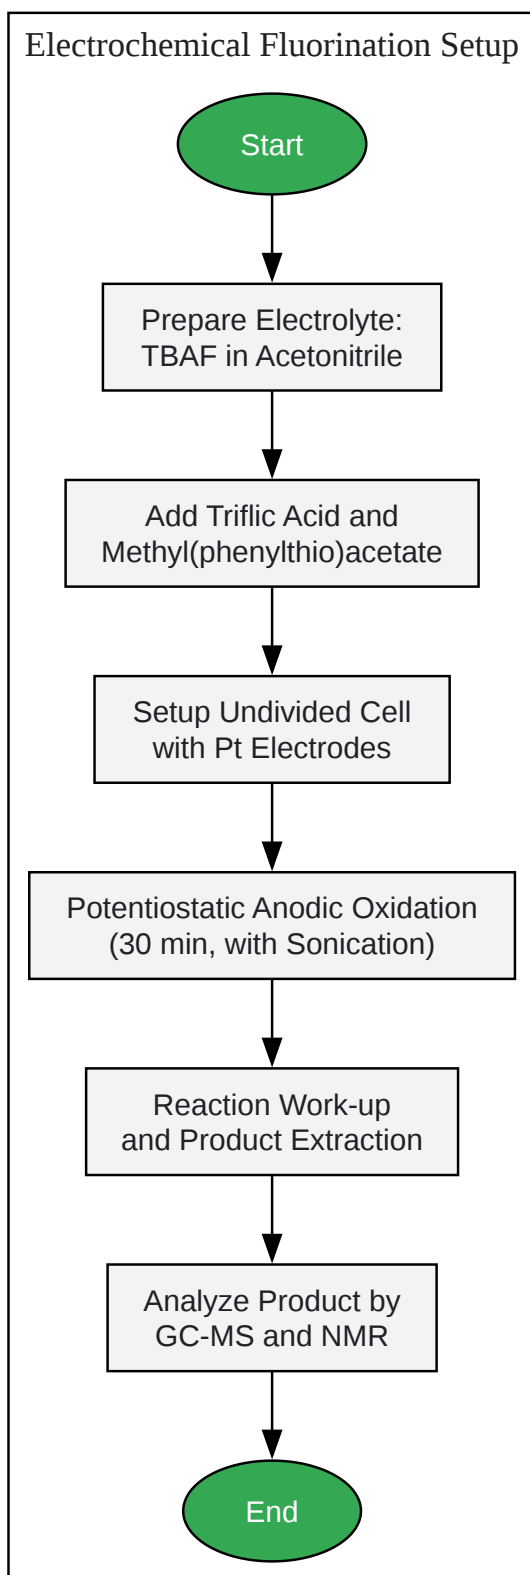 Electrochemical Fluorination Setup
Start
Prepare Electrolyte:
TBAF in Acetonitrile
Add Triflic Acid and
Methyl(phenylthio)acetate
Setup Undivided Cell
with Pt Electrodes
Potentiostatic Anodic Oxidation
(30 min, with Sonication)
Reaction Work-up
and Product Extraction
Analyze Product by
GC-MS and NMR
End